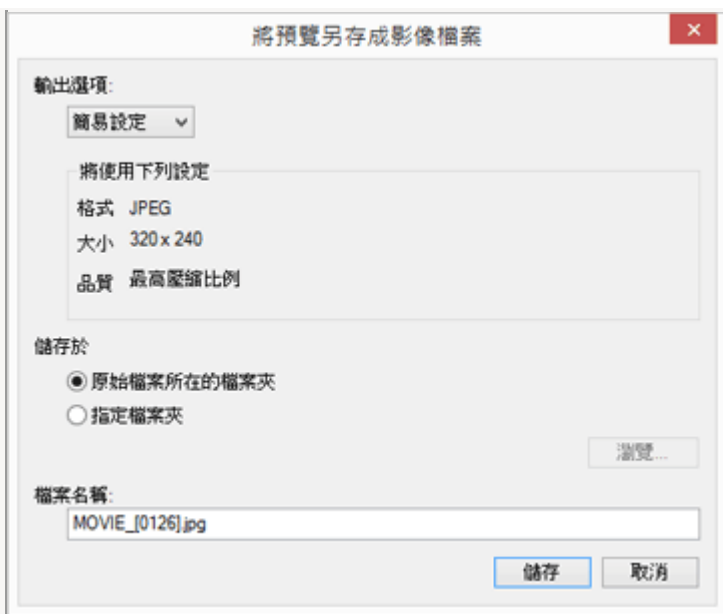 將預覽另存成影像檔案
輸出選項:
簡易設定
將使用下列設定
格式 JPEG
大小 320 x 240
品質 最高壓縮比例
儲存於
原始檔案所在的檔案夾
指定檔案夾
瀏覽...
檔案名稱:
MOVIE_[0126].jpg
儲存 取消